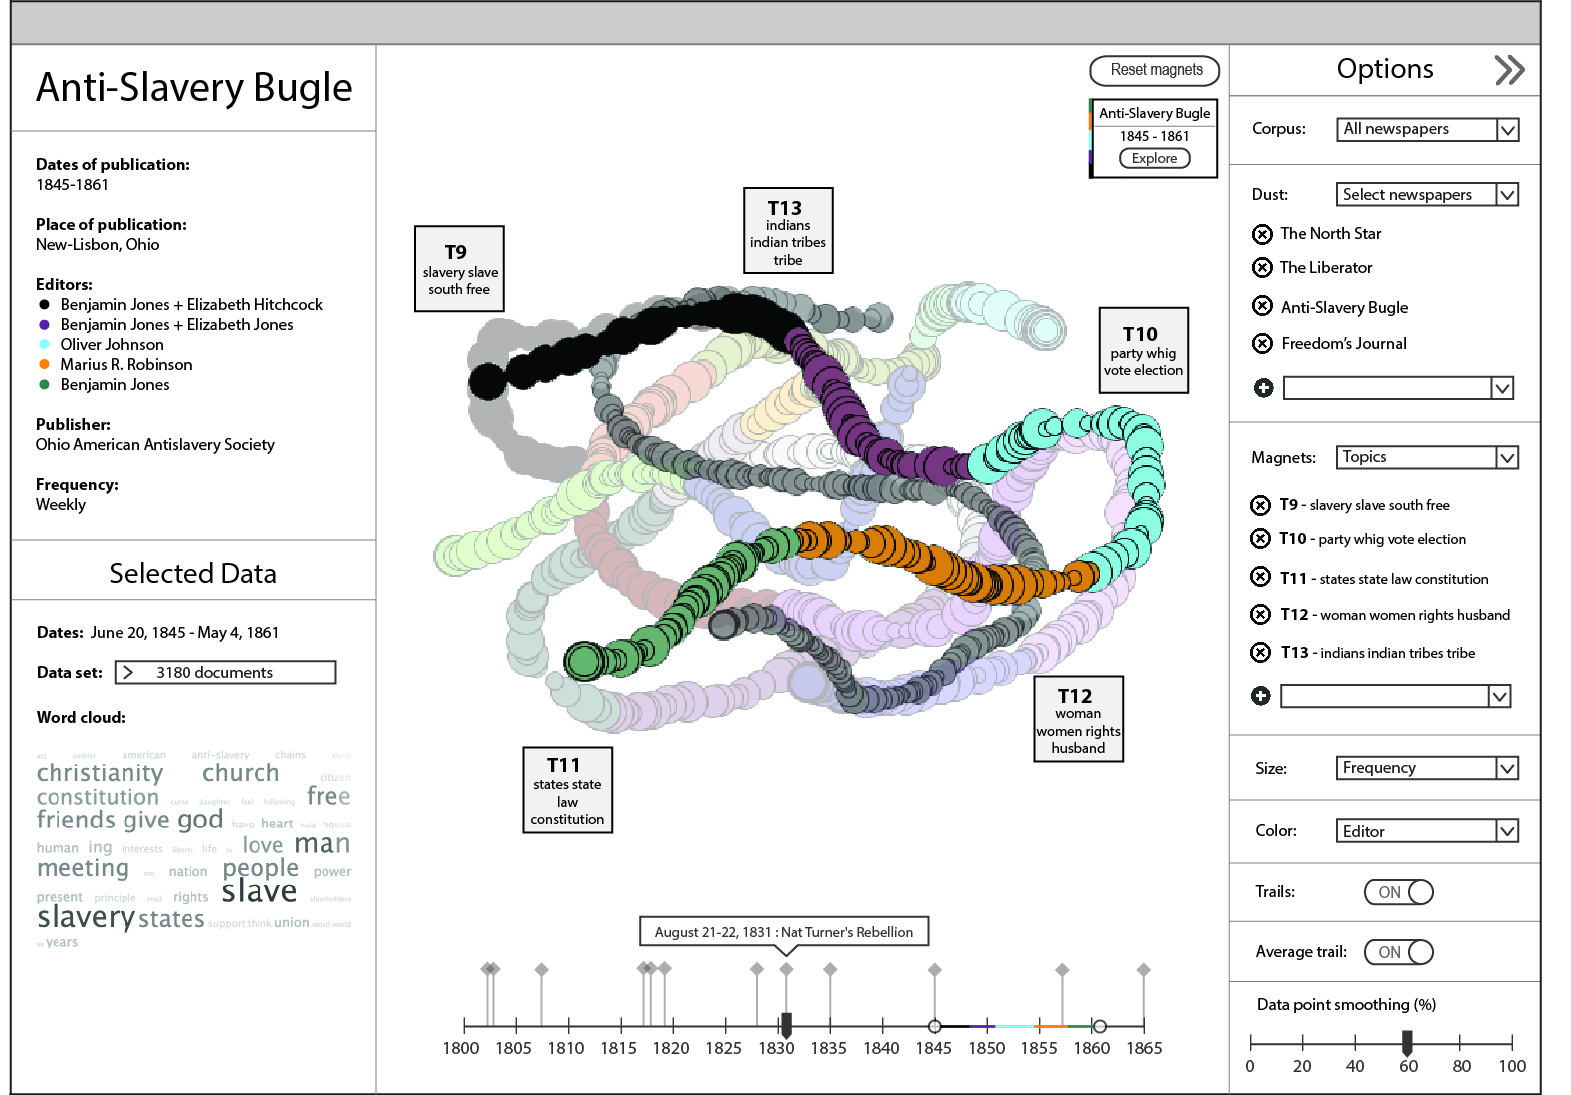 Anti-Slavery Bugle
Dates of publication:
1845-1861
Place of publication:
New-Lisbon, Ohio
Editors:
Benjamin Jones + Elizabeth Hitchcock
Benjamin Jones + Elizabeth Jones
Oliver Johnson
Marius R. Robinson
Benjamin Jones
Publisher:
Ohio American Antislavery Society
Frequency:
Weekly
Selected Data
Dates: June 20, 1845 - May 4, 1861
Data set: > 3180 documents
Word cloud:
act ambler american anti-slavery chains christ
christianity church citizen
constitution curse daughter feel following free
friends give god have heart held house
human ing interests liberty life lo love man
meeting mo nation people power
present principle read rights slave slaveholders
slavery states support think union voted world
ye years
Reset magnets
Anti-Slavery Bugle
1845 - 1861
Explore
T9
slavery slave
south free
T13
indians
indian tribes
tribe
T10
party whig
vote election
T12
woman
women rights
husband
T11
states state
law
constitution
August 21-22, 1831 : Nat Turner's Rebellion
1800 1805 1810 1815 1820 1825 1830 1835 1840 1845 1850 1855 1860 1865
Options
Corpus: All newspapers
Dust: Select newspapers
The North Star
The Liberator
Anti-Slavery Bugle
Freedom's Journal
Magnets: Topics
T9 - slavery slave south free
T10 - party whig vote election
T11 - states state law constitution
T12 - woman women rights husband
T13 - indians indian tribes tribe
Size: Frequency
Color: Editor
Trails: ON
Average trail: ON
Data point smoothing (%)
0 20 40 60 80 100